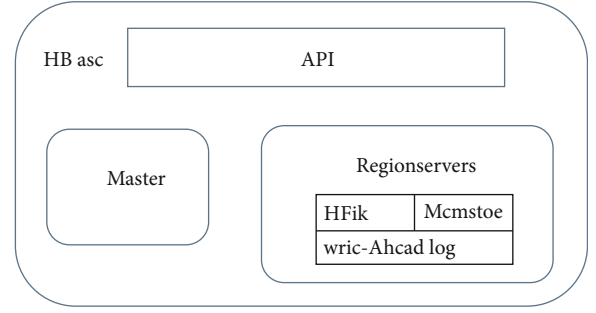 HB asc
API
Master
Regionservers
HFik
Mcmstoe
wric-Ahcad log